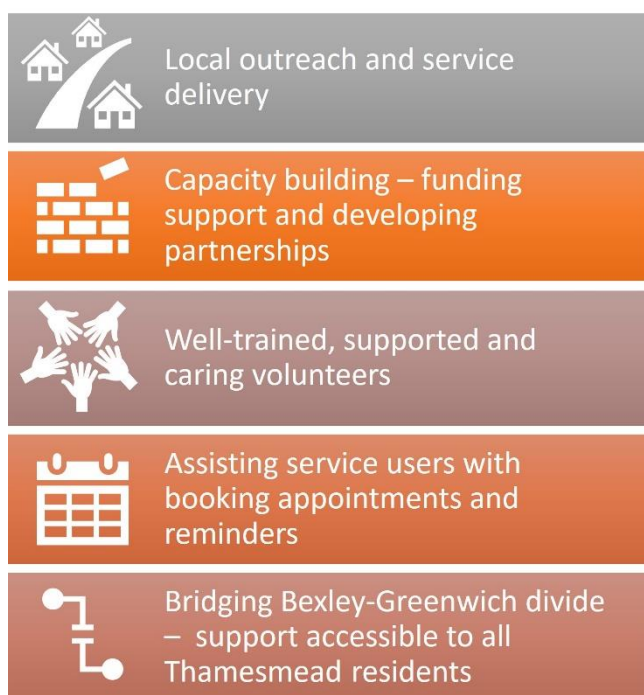 Local outreach and service
delivery
Capacity building – funding
support and developing
partnerships
Well-trained, supported and
caring volunteers
Assisting service users with
booking appointments and
reminders
Bridging Bexley-Greenwich divide
– support accessible to all
Thamesmead residents